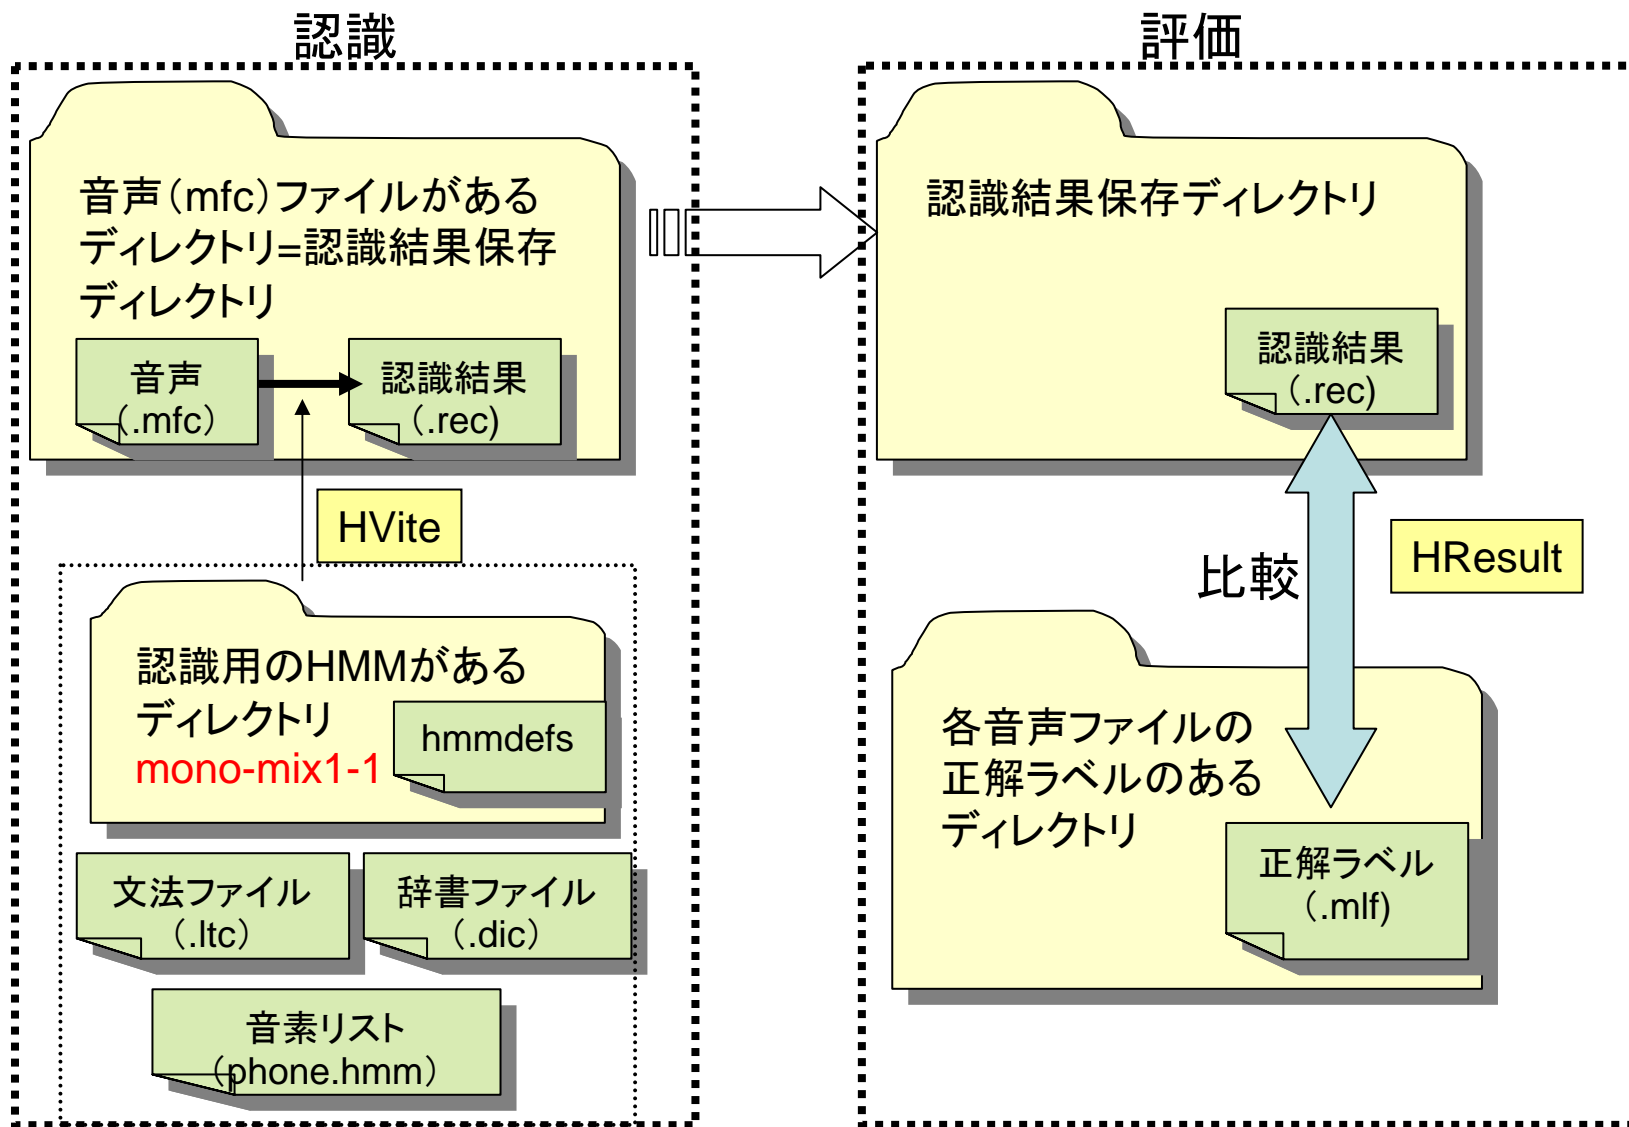 認識
音声（mfc）ファイルがある
ディレクトリ=認識結果保存
ディレクトリ
音声
（.mfc）
認識結果
（.rec)
HVite
認識用のHMMがある
ディレクトリ
mono-mix1-1
hmmdefs
文法ファイル
（.ltc）
辞書ファイル
（.dic）
音素リスト
（phone.hmm）
評価
認識結果保存ディレクトリ
認識結果
（.rec)
比較
HResult
各音声ファイルの
正解ラベルのある
ディレクトリ
正解ラベル
（.mlf)